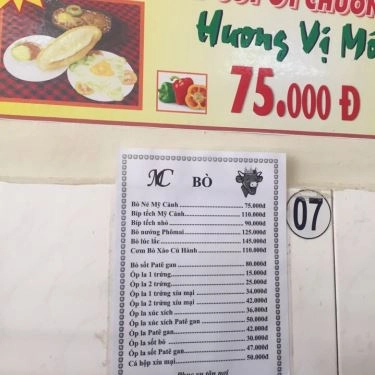 Hương Vị
75.000 Đ
MC BÒ
07
Bò Né Mỹ Cảnh 75.000đ
Bíp tếch Mỹ Cảnh 110.000đ
Bíp tếch nhỏ 90.000đ
Bò nướng Phômai 125.000đ
Bò lúc lắc 145.000đ
Cơm Bò Xào Củ Hành 110.000đ
Bò sốt Patê gan 80.000đ
Ốp la 1 trứng 15.000đ
Ốp la 2 trứng 25.000đ
Ốp la 1 trứng xíu mại 34.000đ
Ốp la 2 trứng xíu mại 42.000đ
Ốp la xúc xích 36.000đ
Ốp la xúc xích Patê gan 50.000đ
Ốp la Patê gan 42.000đ
Ốp la sốt bò 30.000đ
Ốp la sốt Patê gan 47.000đ
Cá hộp xíu mại 50.000đ